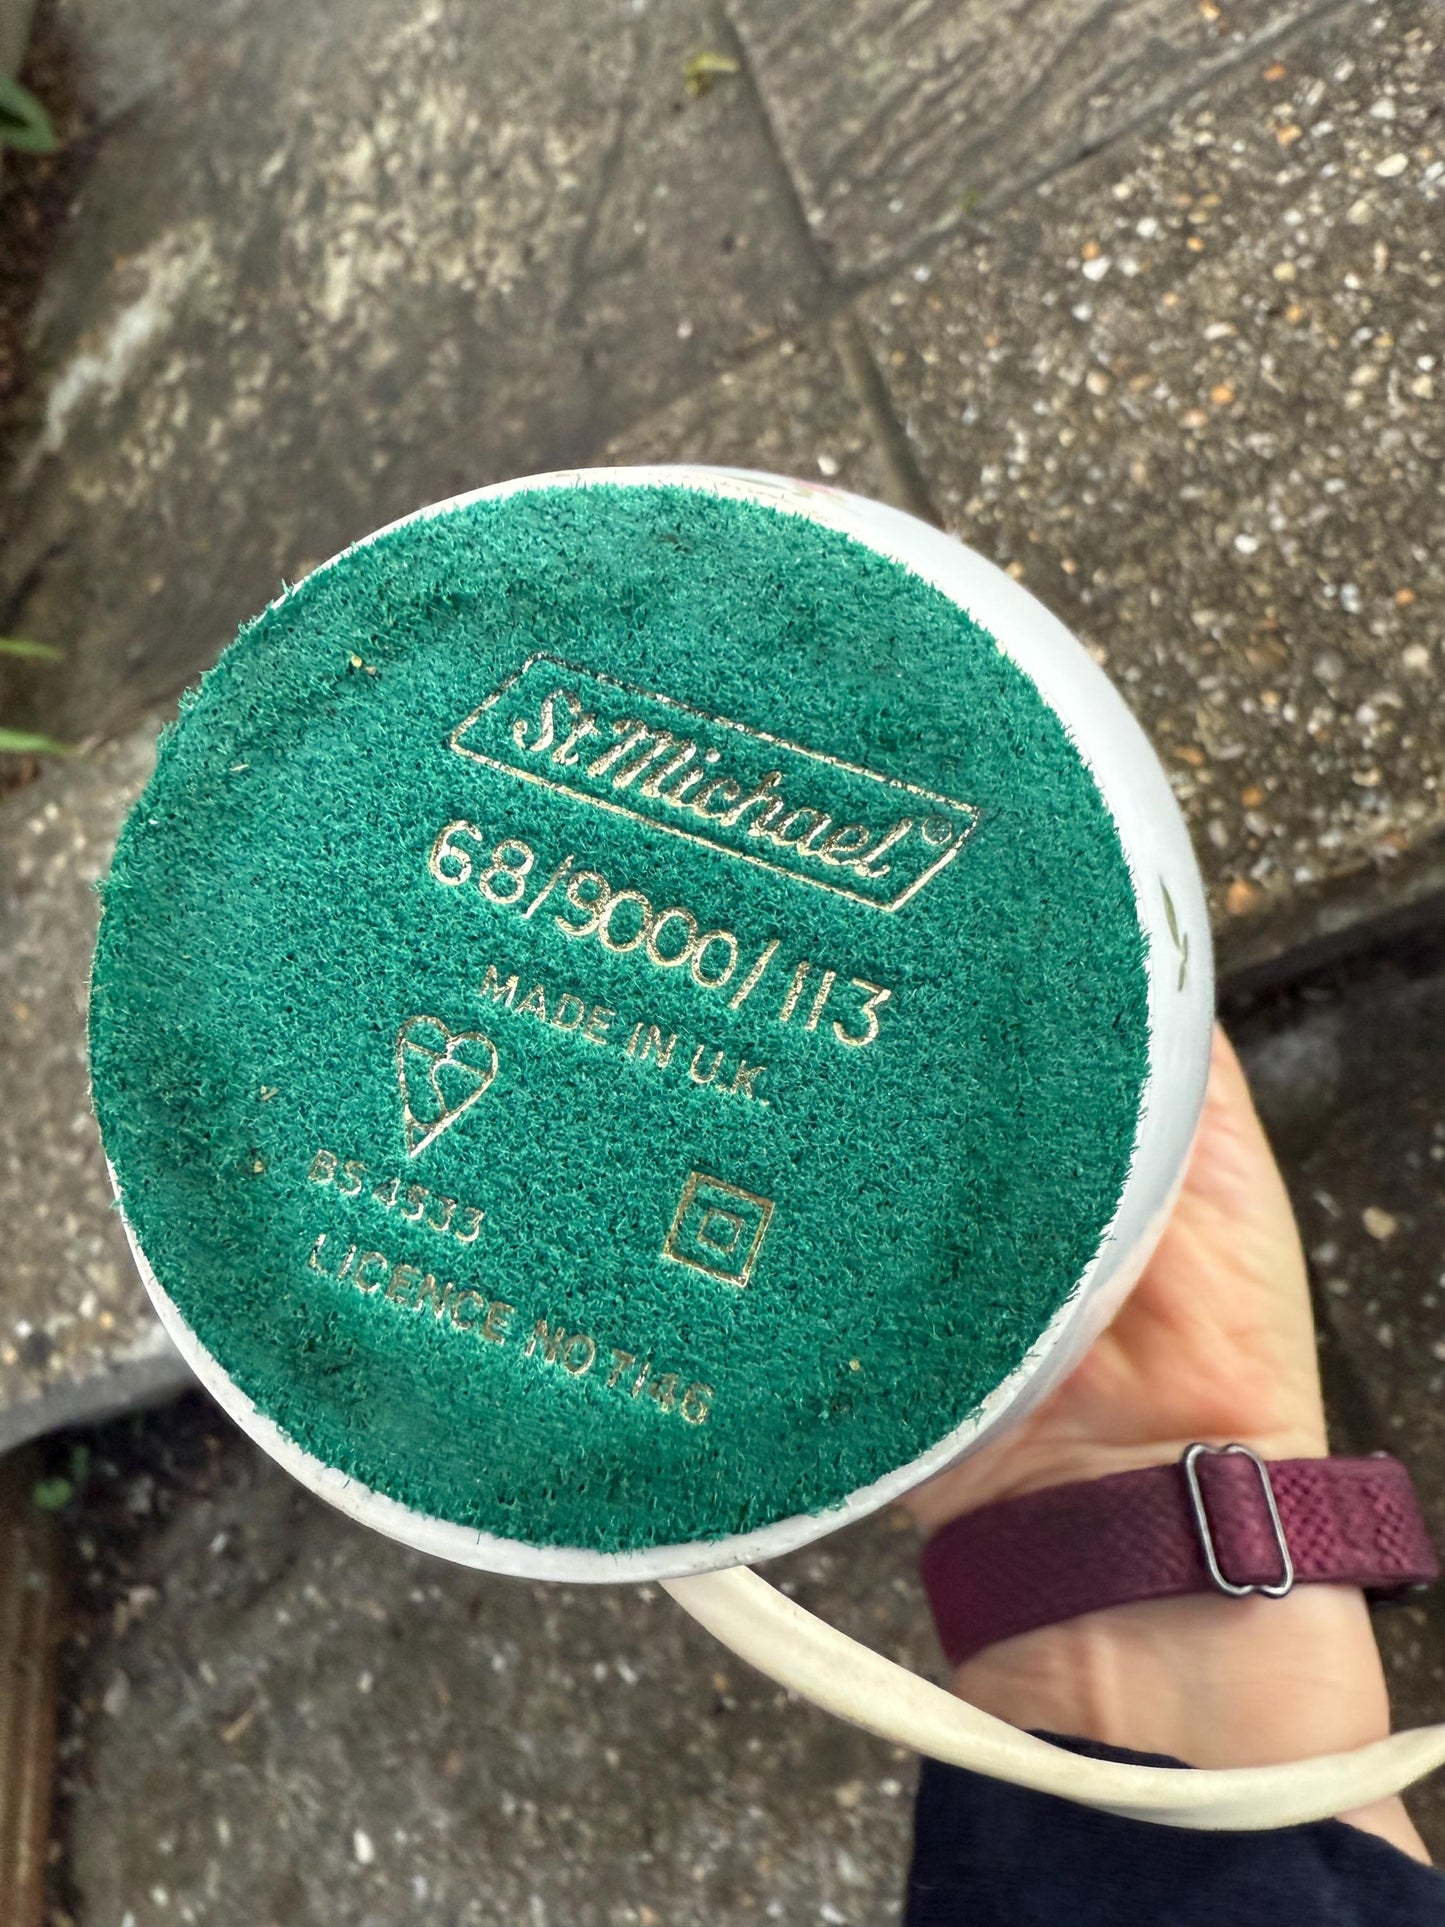 St Michael®
68/9000/113
MADE IN U.K.
BS 4533
LICENCE NO 7146